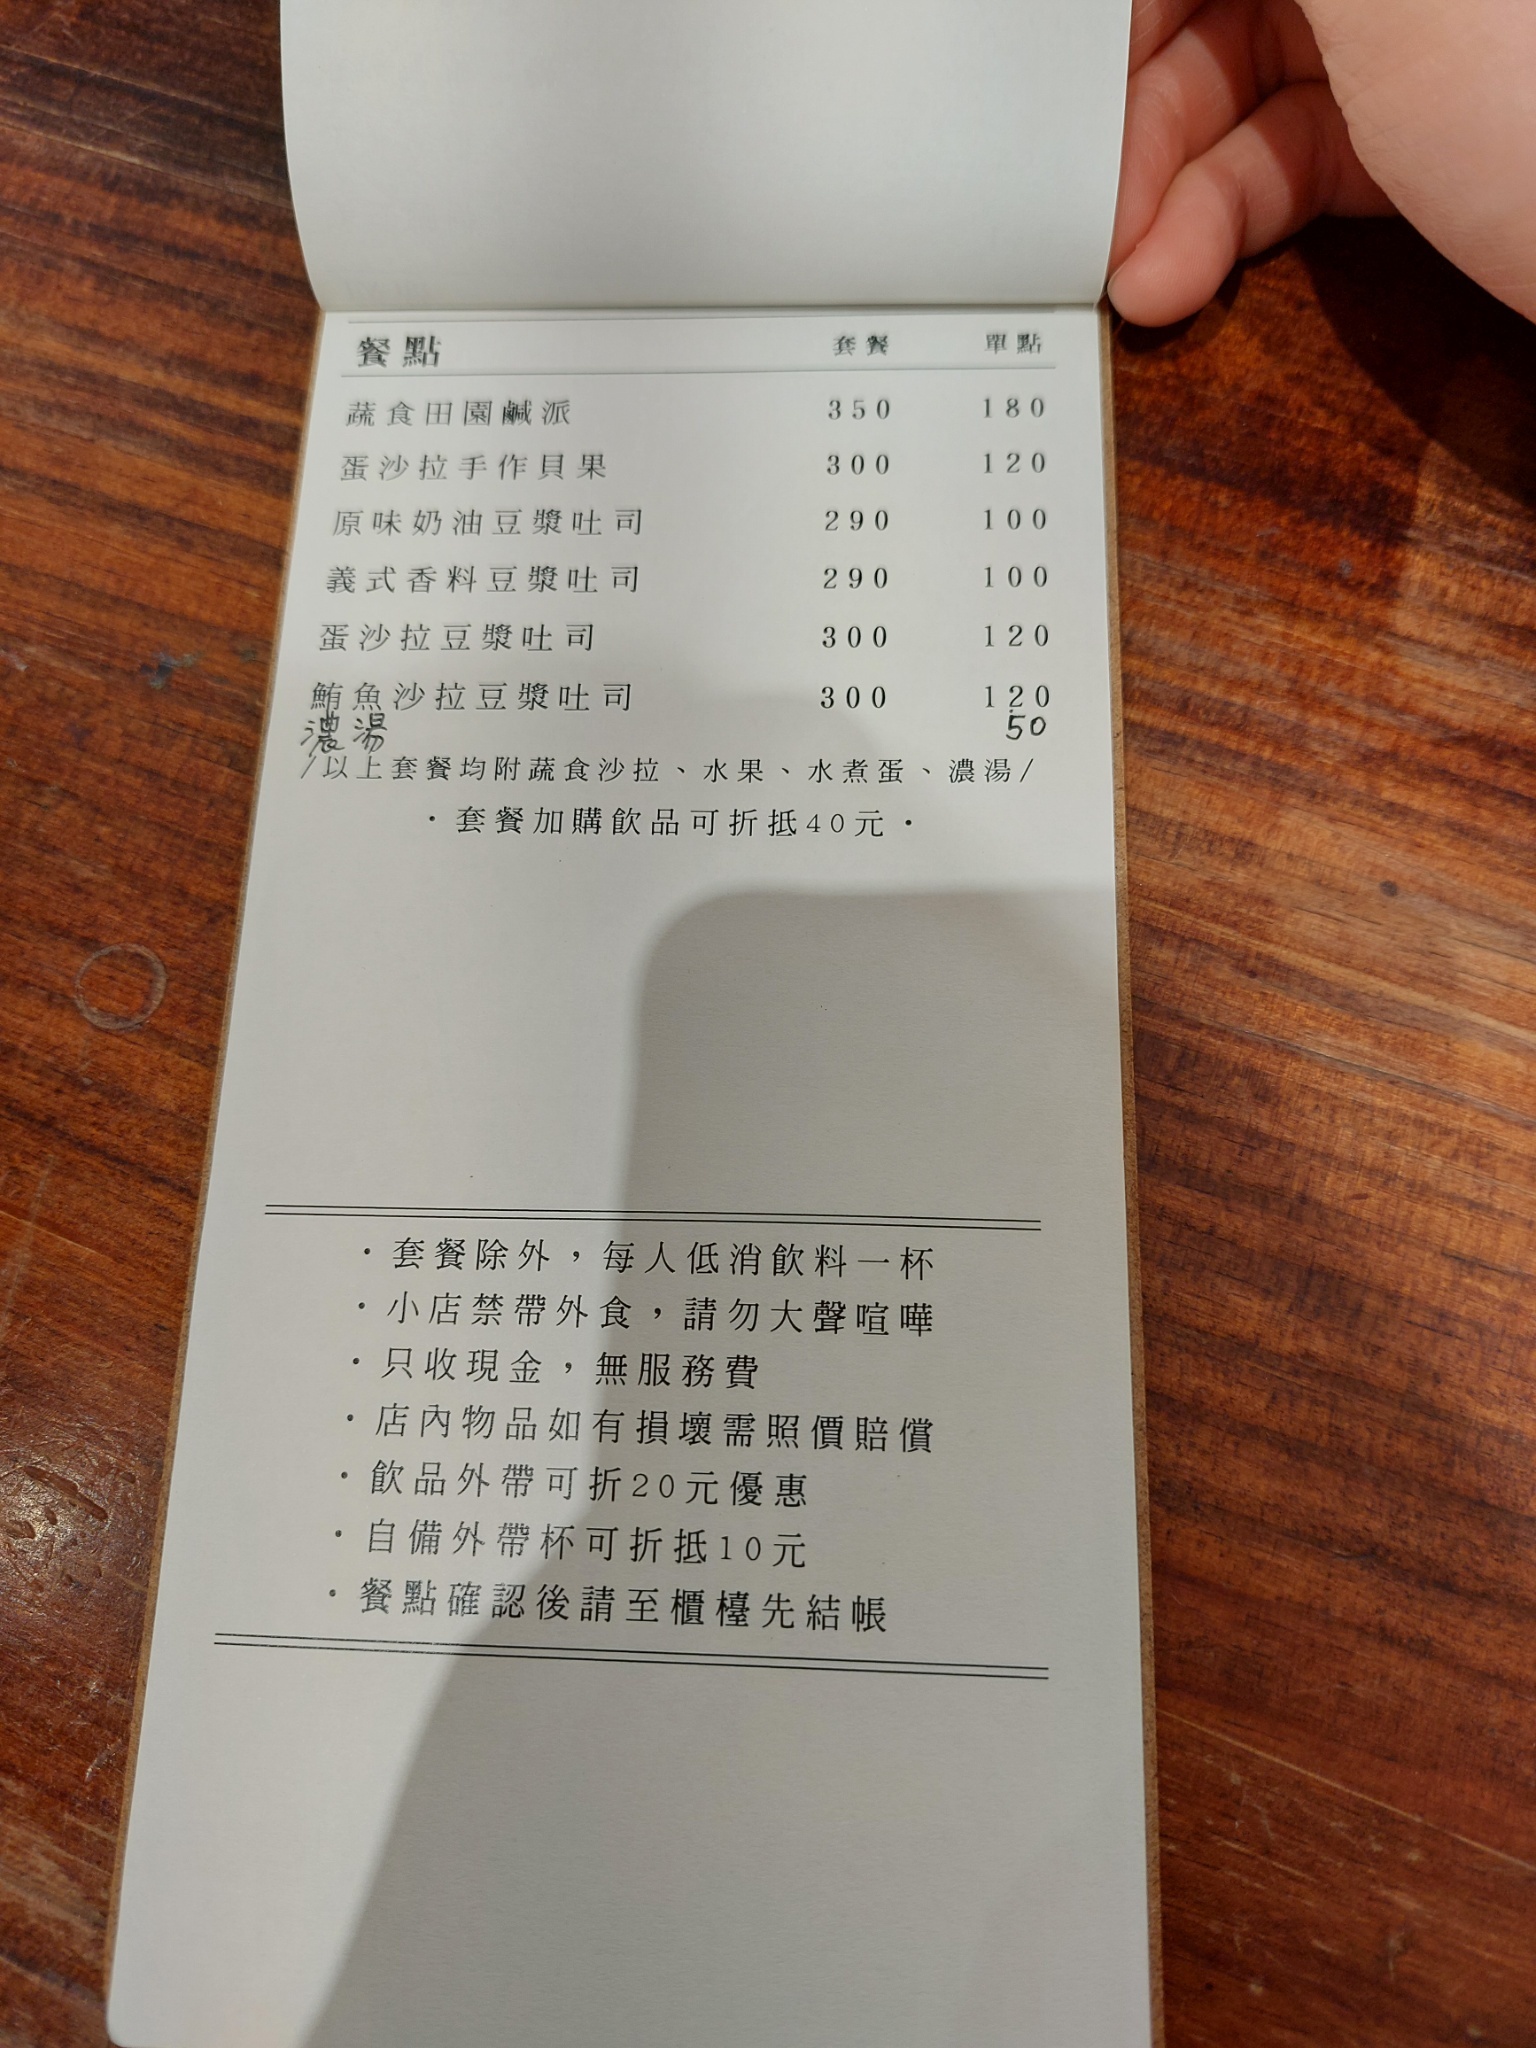 餐點 套餐 單點
蔬食田園鹹派 350 180
蛋沙拉手作貝果 300 120
原味奶油豆漿吐司 290 100
義式香料豆漿吐司 290 100
蛋沙拉豆漿吐司 300 120
鮪魚沙拉豆漿吐司 300 120
濃湯 50
/以上套餐均附蔬食沙拉、水果、水煮蛋、濃湯/
·套餐加購飲品可折抵40元·
·套餐除外，每人低消飲料一杯
·小店禁帶外食，請勿大聲喧嘩
·只收現金，無服務費
·店內物品如有損壞需照價賠償
·飲品外帶可折20元優惠
·自備外帶杯可折抵10元
·餐點確認後請至櫃檯先結帳